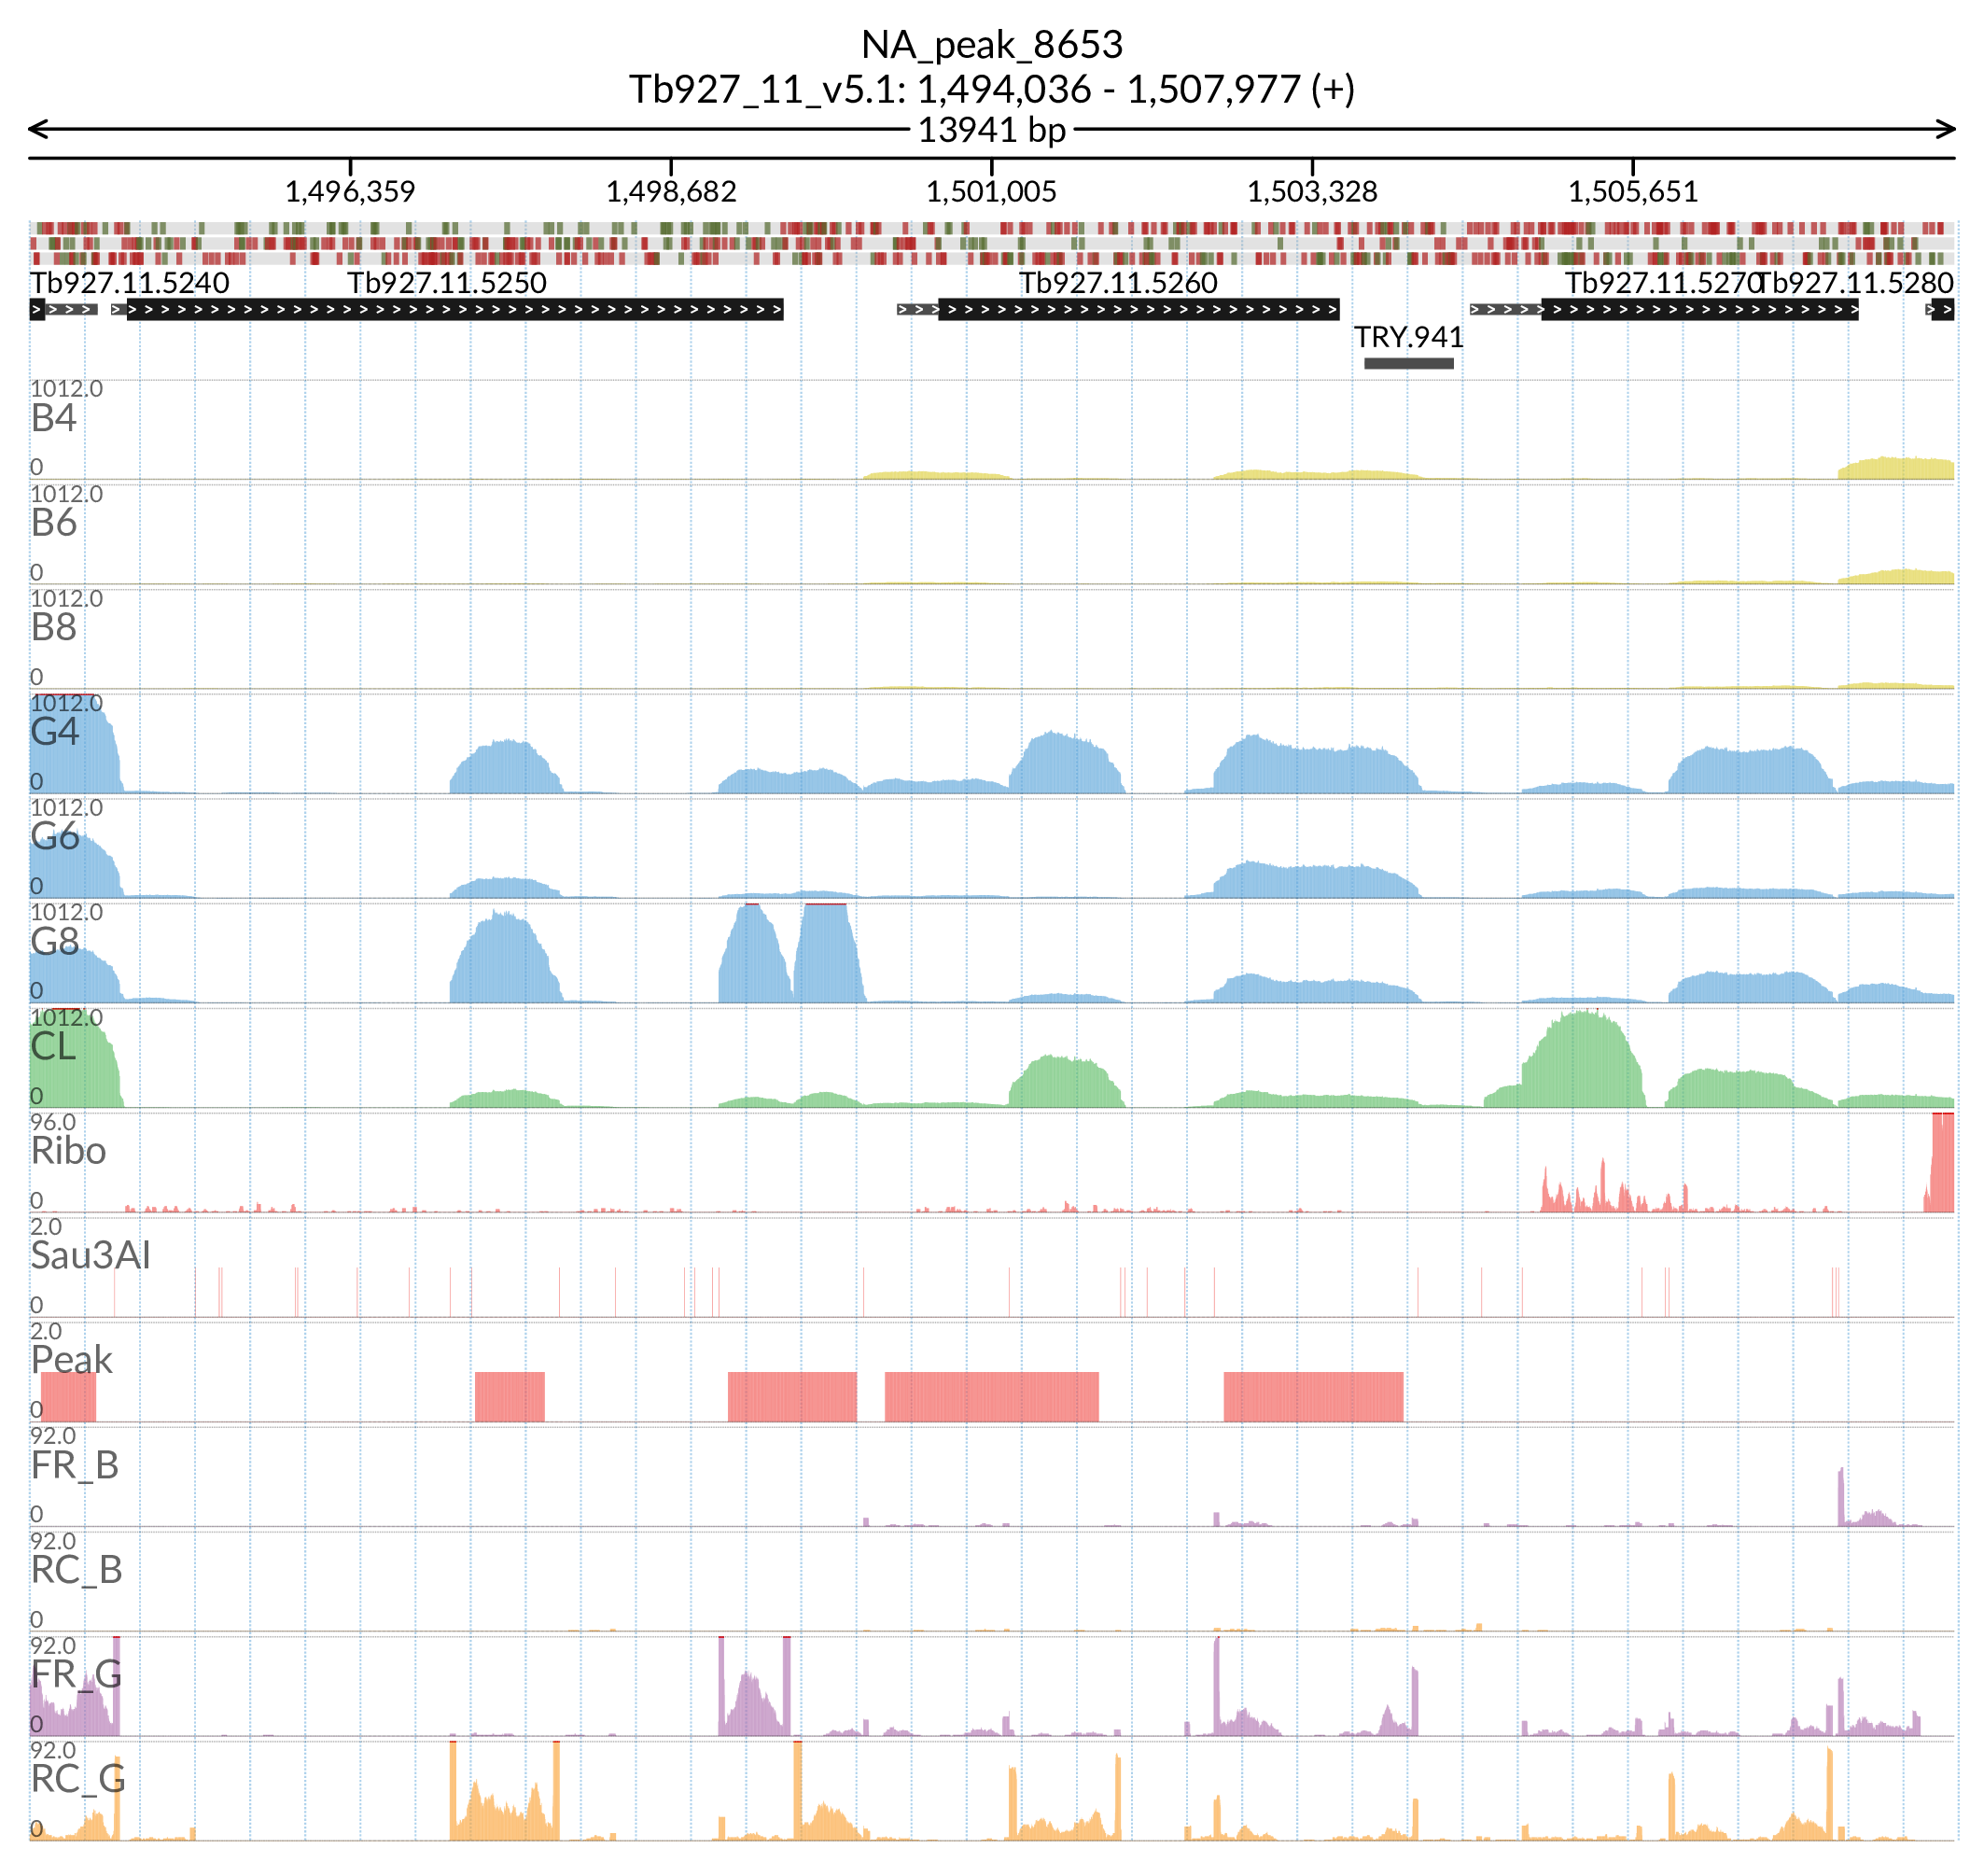 NA_peak_8653
Tb927_11_v5.1: 1,494,036 - 1,507,977 (+)
13941 bp
1,496,359 1,498,682 1,501,005 1,503,328 1,505,651
Tb927.11.5240 Tb927.11.5250 Tb927.11.5260 Tb927.11.5270 Tb927.11.5280
TRY.941
1012.0
B4
0
1012.0
B6
0
1012.0
B8
0
1012.0
G4
0
1012.0
G6
0
1012.0
G8
0
1012.0
CL
0
96.0
Ribo
0
2.0
Sau3AI
0
2.0
Peak
0
92.0
FR_B
0
92.0
RC_B
0
92.0
FR_G
0
92.0
RC_G
0